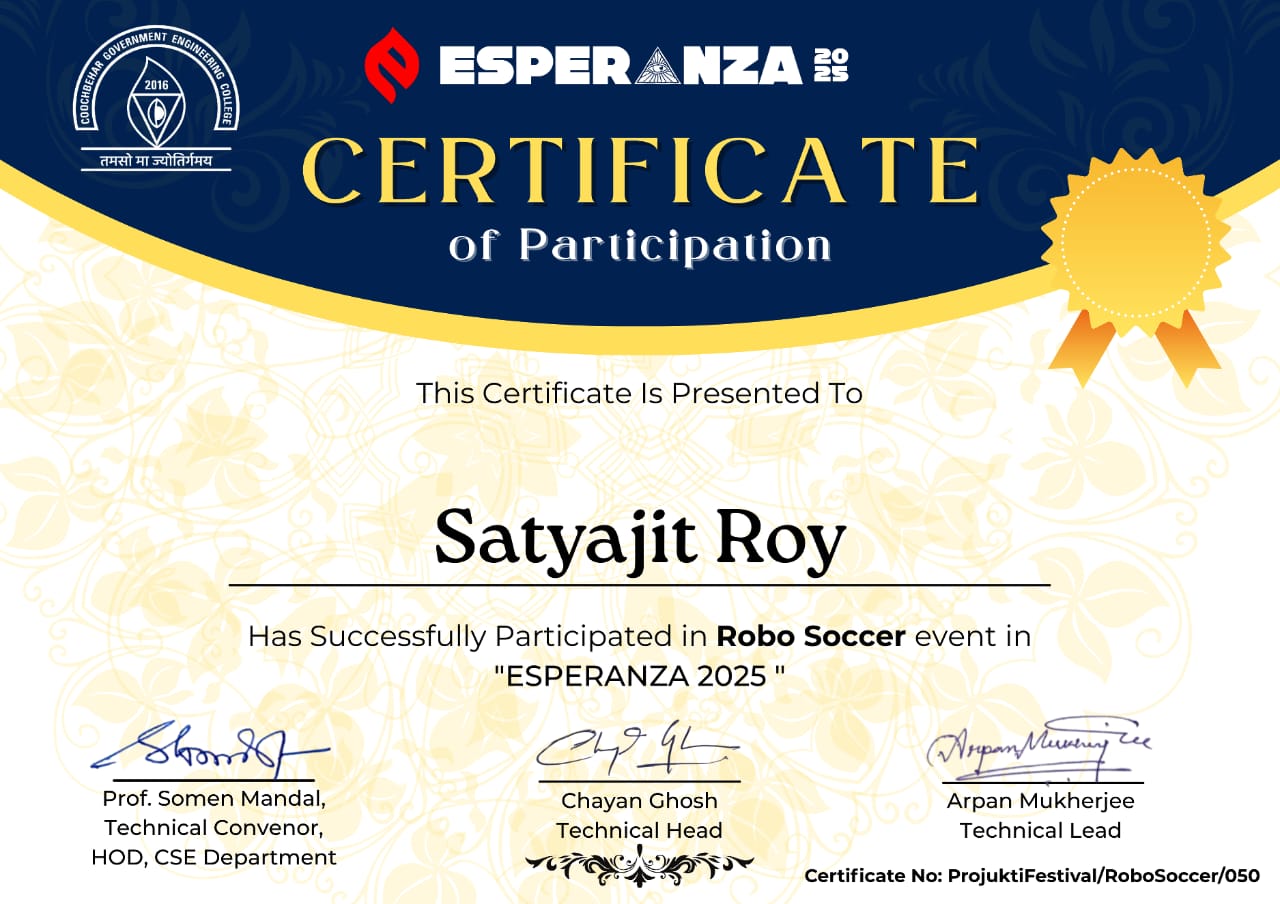 COOCHBEHAR GOVERNMENT ENGINEERING COLLEGE
2016
तमसो मा ज्योतिर्गमय
ESPERANZA 2025
CERTIFICATE
of Participation
This Certificate Is Presented To
Satyajit Roy
Has Successfully Participated in Robo Soccer event in
"ESPERANZA 2025 "
Arpan Mukherjee
Prof. Somen Mandal,
Technical Convenor,
HOD, CSE Department
Chayan Ghosh
Technical Head
Arpan Mukherjee
Technical Lead
Certificate No: ProjuktiFestival/RoboSoccer/050